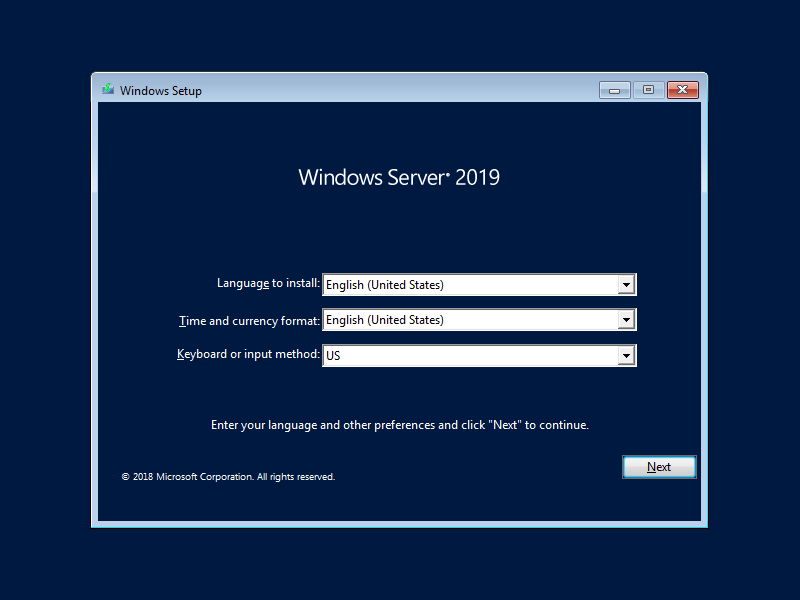 Windows Setup
Windows Server® 2019
Language to install: English (United States)
Time and currency format: English (United States)
Keyboard or input method: US
Enter your language and other preferences and click "Next" to continue.
© 2018 Microsoft Corporation. All rights reserved.
Next